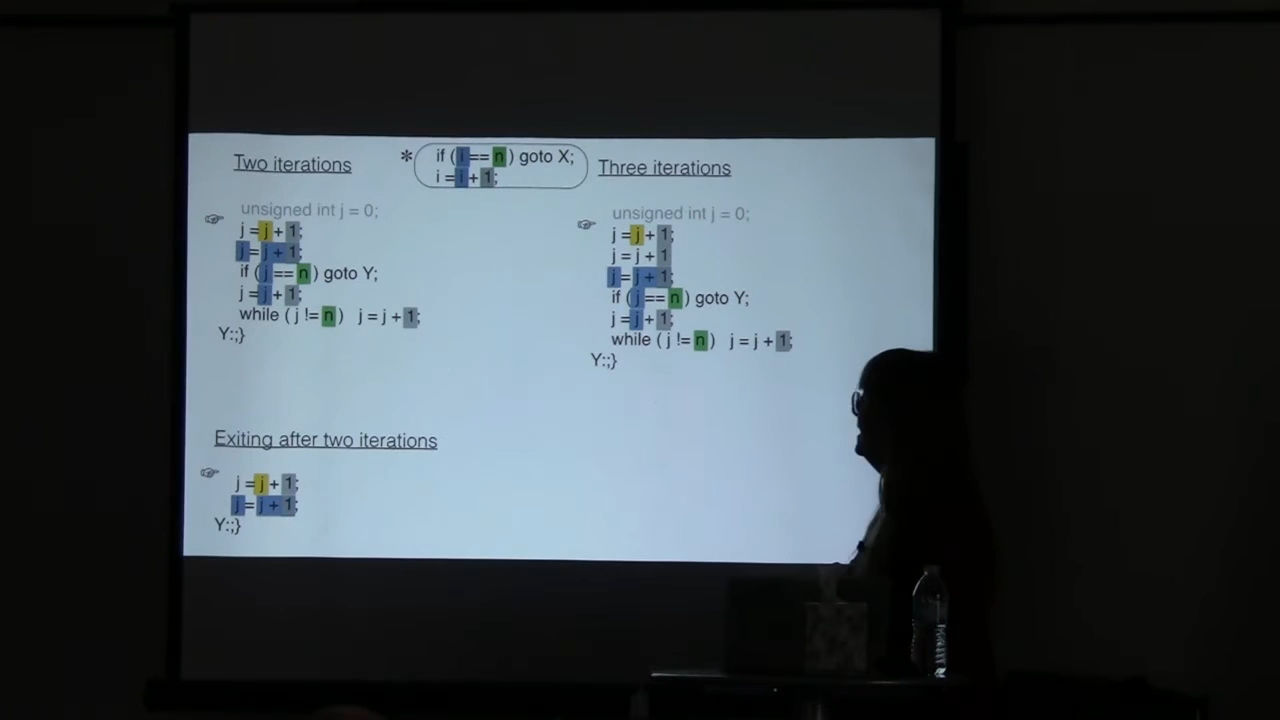 Two iterations
* if ( i == n ) goto X;
i = i + 1;
Three iterations
unsigned int j = 0;
j = j + 1;
j = j + 1;
if ( j == n ) goto Y;
j = j + 1;
while ( j != n ) j = j + 1;
Y:;}
unsigned int j = 0;
j = j + 1;
j = j + 1
j = j + 1;
if ( j == n ) goto Y;
j = j + 1;
while ( j != n ) j = j + 1;
Y:;}
Exiting after two iterations
j = j + 1;
j = j + 1;
Y:;}